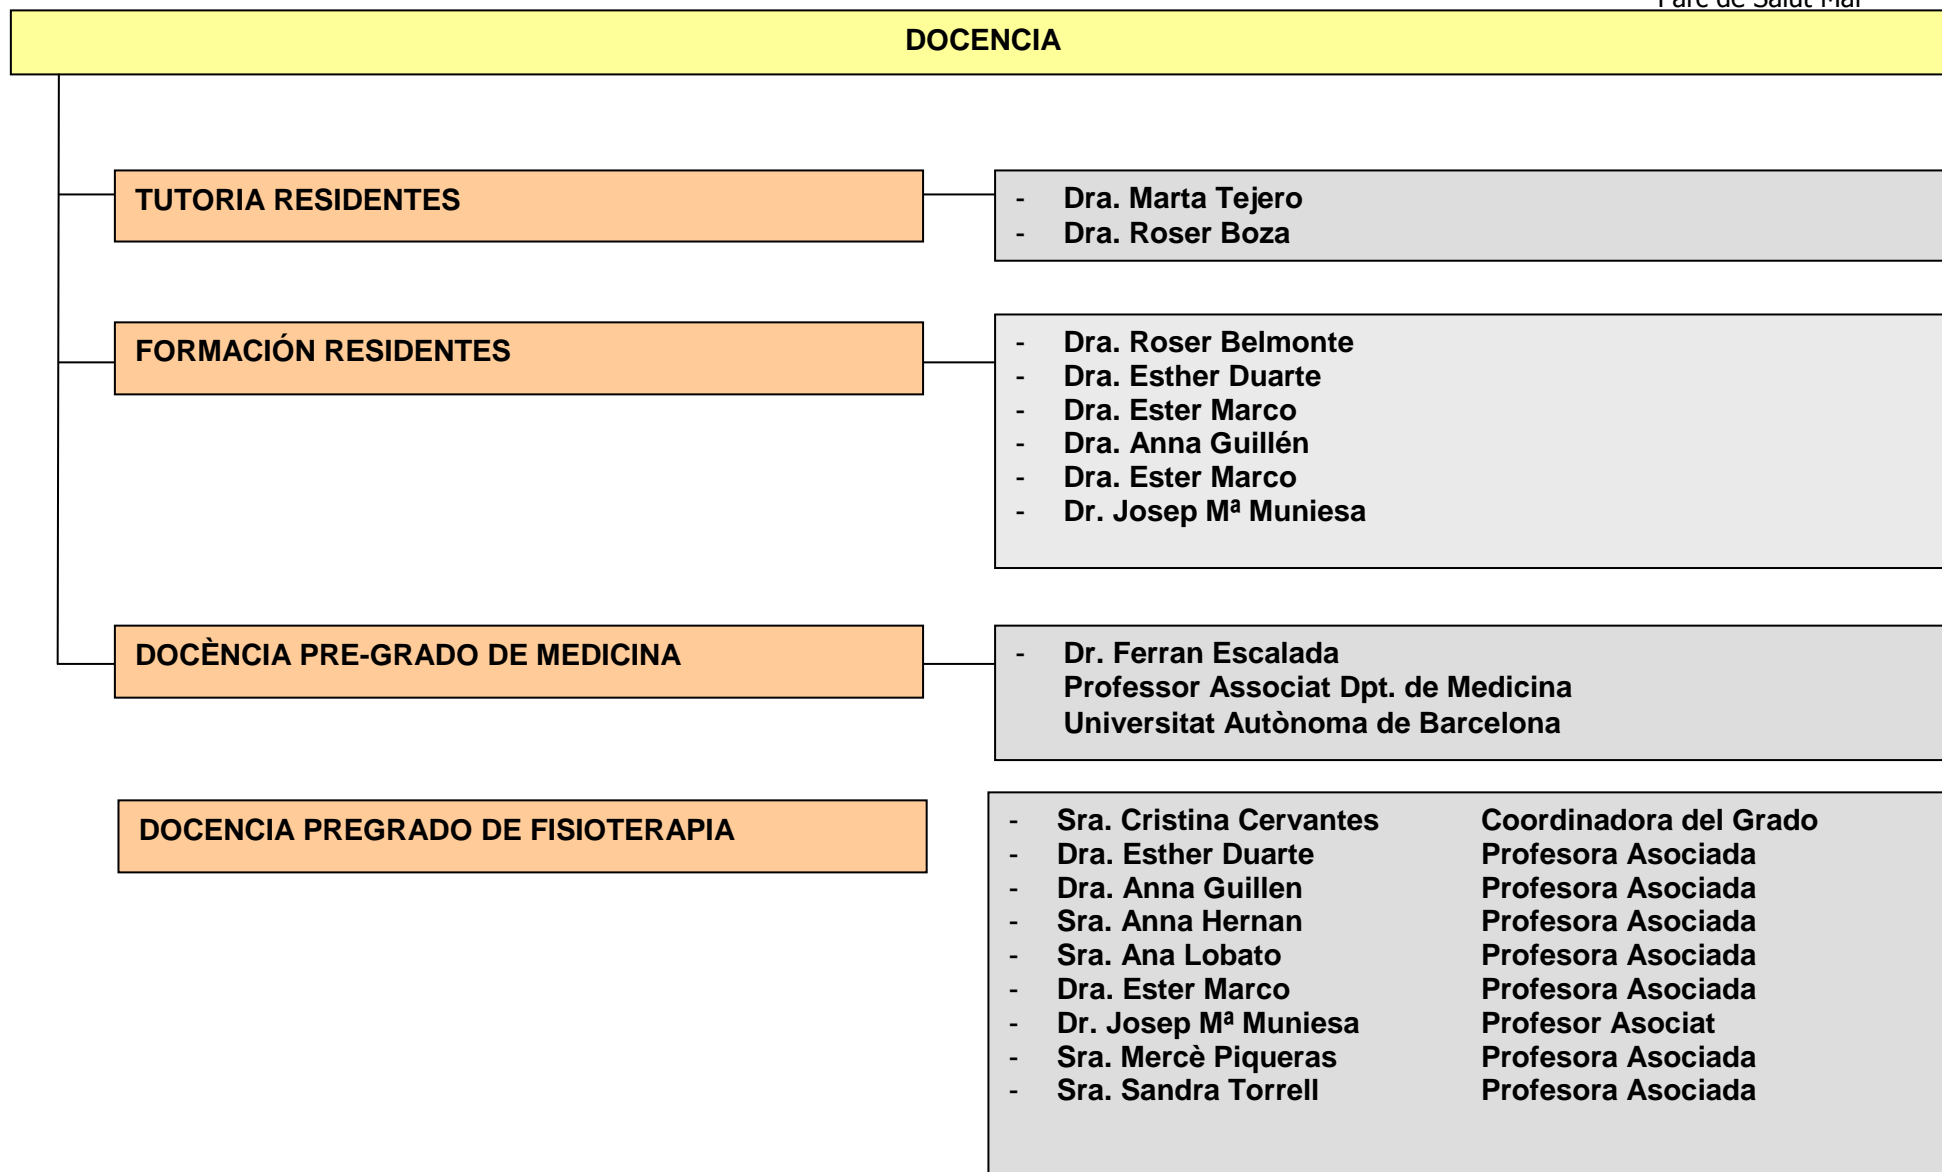 Parc de Salut Mar
DOCENCIA
TUTORIA RESIDENTES
- Dra. Marta Tejero
- Dra. Roser Boza
FORMACIÓN RESIDENTES
- Dra. Roser Belmonte
- Dra. Esther Duarte
- Dra. Ester Marco
- Dra. Anna Guillén
- Dra. Ester Marco
- Dr. Josep Mª Muniesa
DOCÈNCIA PRE-GRADO DE MEDICINA
- Dr. Ferran Escalada
Professor Associat Dpt. de Medicina
Universitat Autònoma de Barcelona
DOCENCIA PREGRADO DE FISIOTERAPIA
- Sra. Cristina Cervantes Coordinadora del Grado
- Dra. Esther Duarte Profesora Asociada
- Dra. Anna Guillen Profesora Asociada
- Sra. Anna Hernan Profesora Asociada
- Sra. Ana Lobato Profesora Asociada
- Dra. Ester Marco Profesora Asociada
- Dr. Josep Mª Muniesa Profesor Asociat
- Sra. Mercè Piqueras Profesora Asociada
- Sra. Sandra Torrell Profesora Asociada